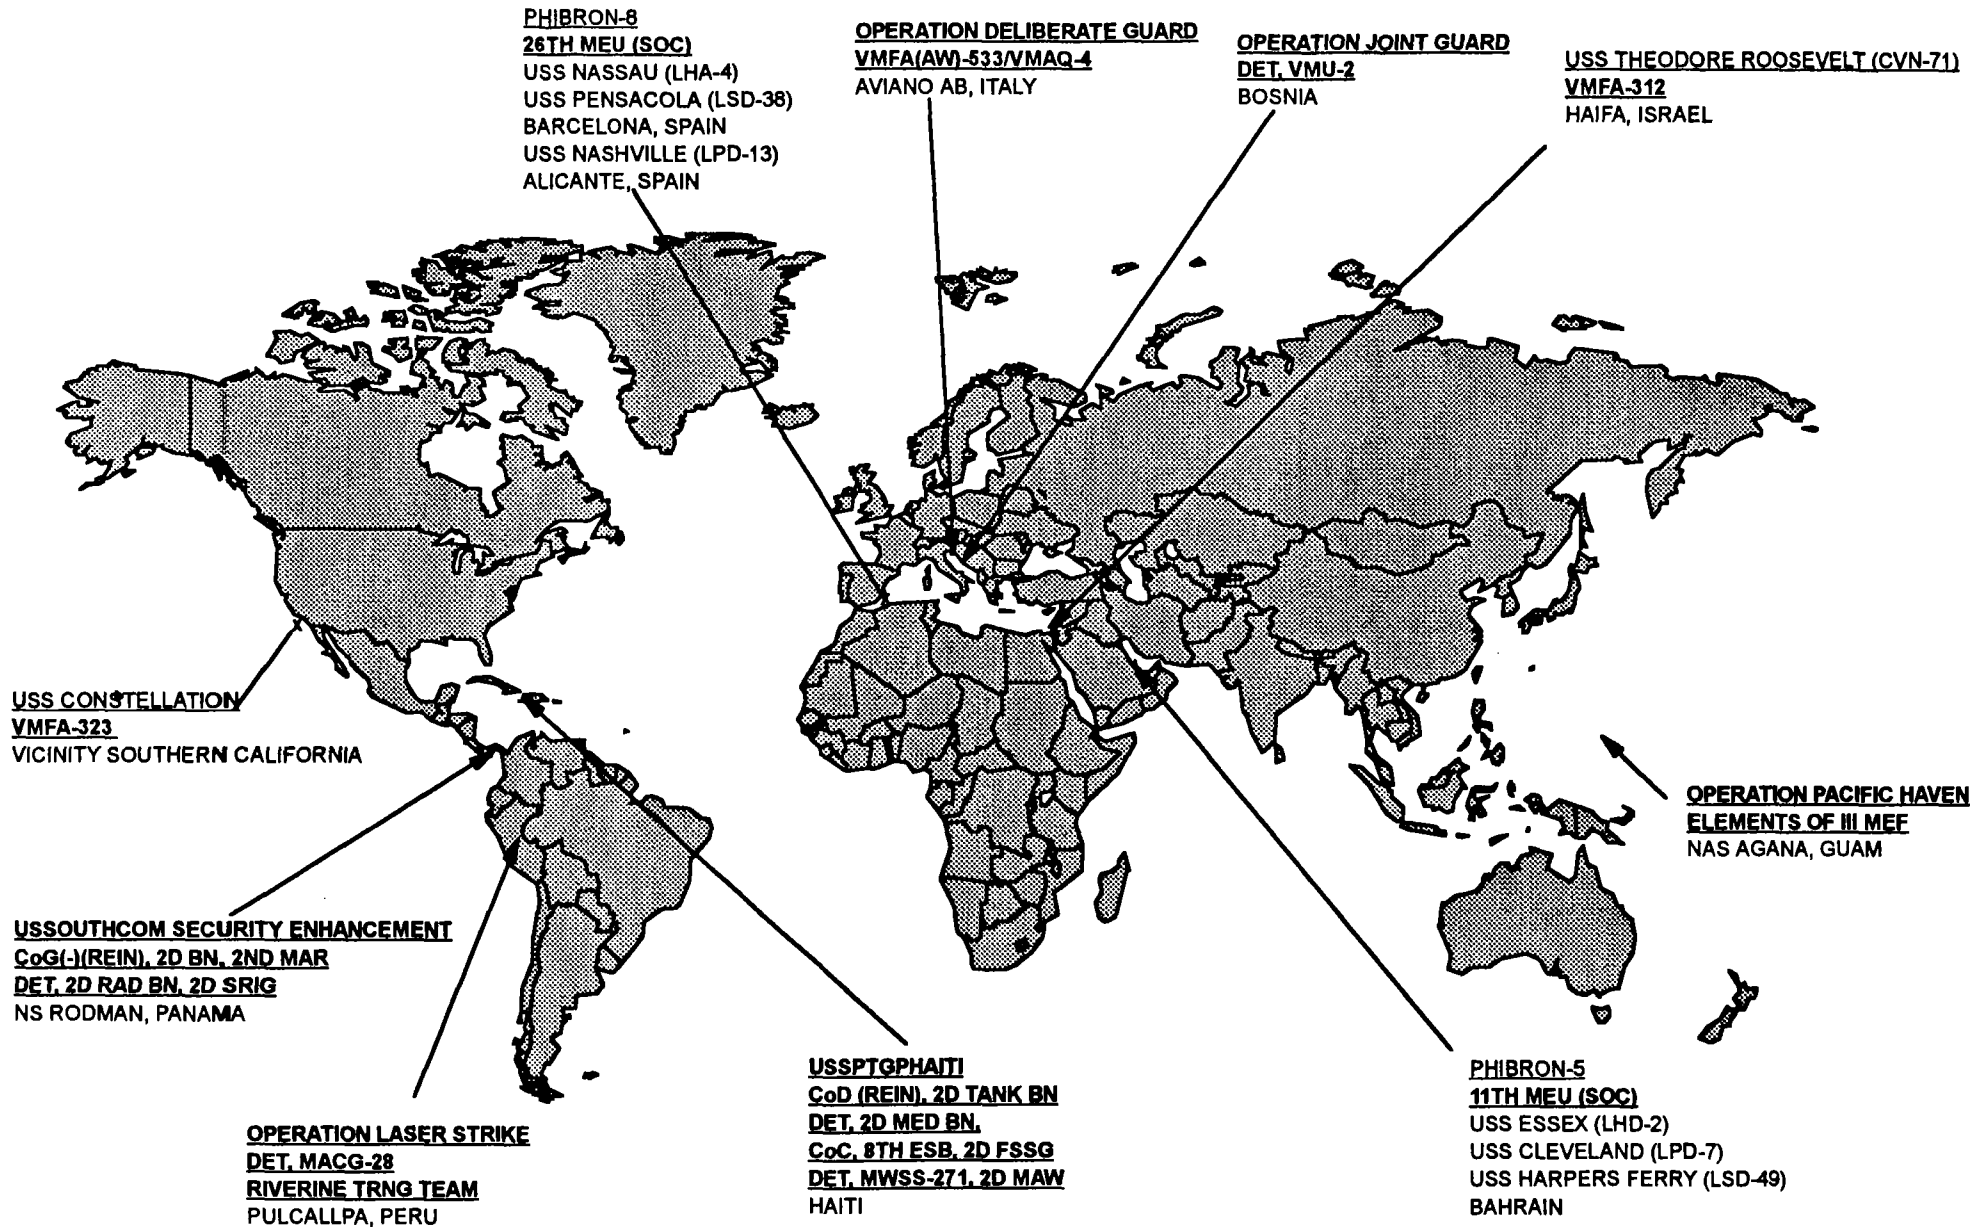 PHIBRON-8
26TH MEU (SOC)
USS NASSAU (LHA-4)
USS PENSACOLA (LSD-38)
BARCELONA, SPAIN
USS NASHVILLE (LPD-13)
ALICANTE, SPAIN
OPERATION DELIBERATE GUARD
VMFA(AW)-533/VMAQ-4
AVIANO AB, ITALY
OPERATION JOINT GUARD
DET, VMU-2
BOSNIA
USS THEODORE ROOSEVELT (CVN-71)
VMFA-312
HAIFA, ISRAEL
USS CONSTELLATION
VMFA-323
VICINITY SOUTHERN CALIFORNIA
OPERATION PACIFIC HAVEN
ELEMENTS OF III MEF
NAS AGANA, GUAM
USSOUTHCOM SECURITY ENHANCEMENT
CoG(-)(REIN), 2D BN, 2ND MAR
DET, 2D RAD BN, 2D SRIG
NS RODMAN, PANAMA
OPERATION LASER STRIKE
DET, MACG-28
RIVERINE TRNG TEAM
PULCALLPA, PERU
USSPTGPHAITI
CoD (REIN), 2D TANK BN
DET, 2D MED BN,
CoC, 8TH ESB, 2D FSSG
DET, MWSS-271, 2D MAW
HAITI
PHIBRON-5
11TH MEU (SOC)
USS ESSEX (LHD-2)
USS CLEVELAND (LPD-7)
USS HARPERS FERRY (LSD-49)
BAHRAIN